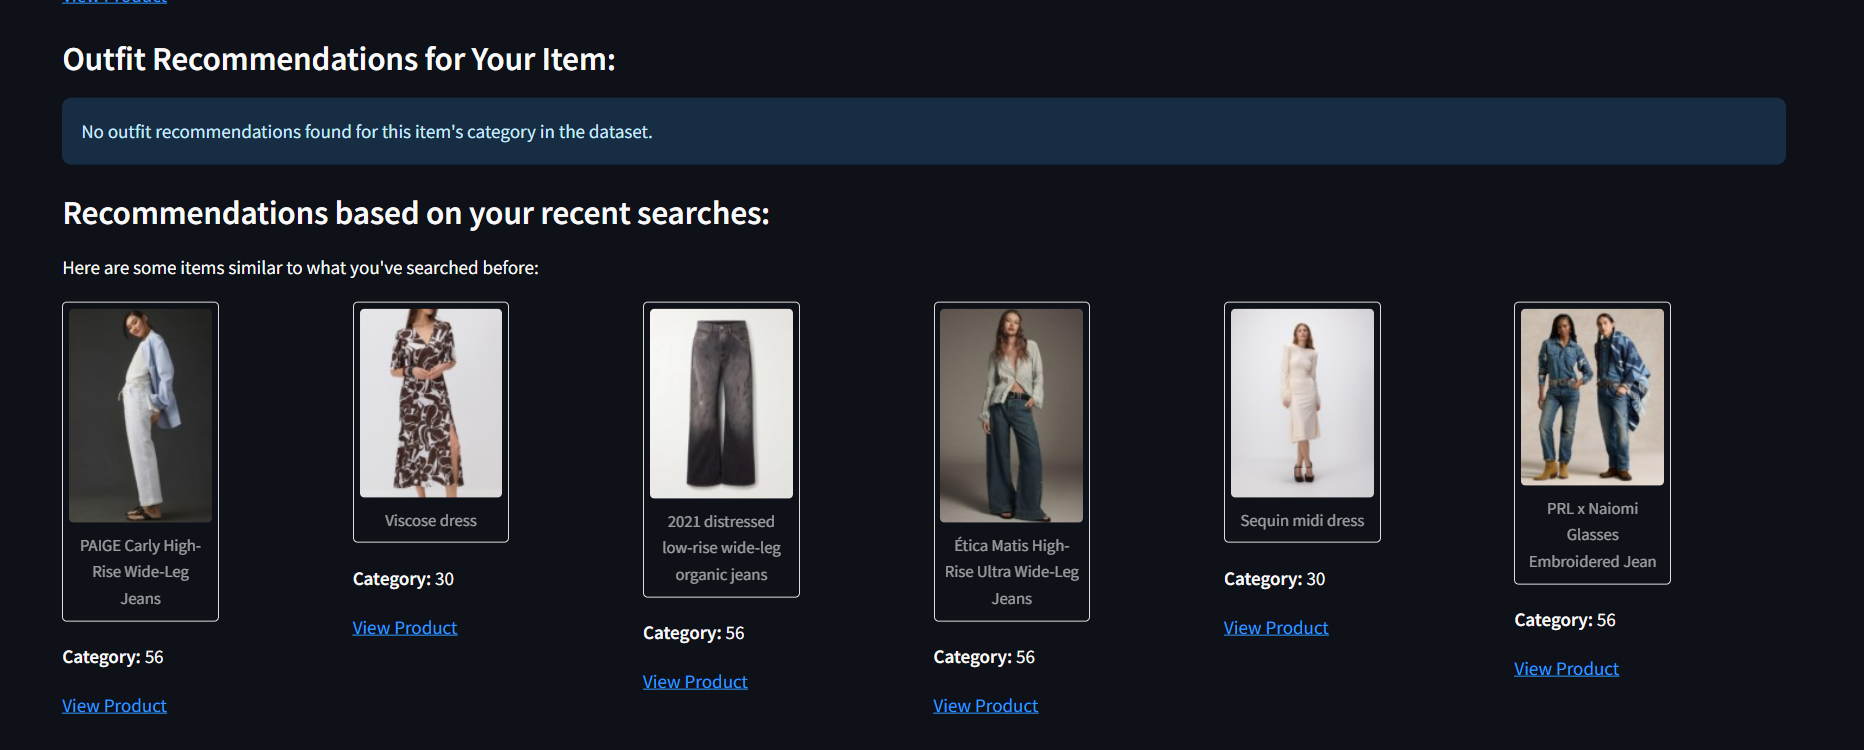 View Product
Outfit Recommendations for Your Item:
No outfit recommendations found for this item's category in the dataset.
Recommendations based on your recent searches:
Here are some items similar to what you've searched before:
PAIGE Carly High-
Rise Wide-Leg
Jeans
Category: 56
View Product
Viscose dress
Category: 30
View Product
2021 distressed
low-rise wide-leg
organic jeans
Category: 56
View Product
Ética Matis High-
Rise Ultra Wide-Leg
Jeans
Category: 56
View Product
Sequin midi dress
Category: 30
View Product
PRL x Naiomi
Glasses
Embroidered Jean
Category: 56
View Product